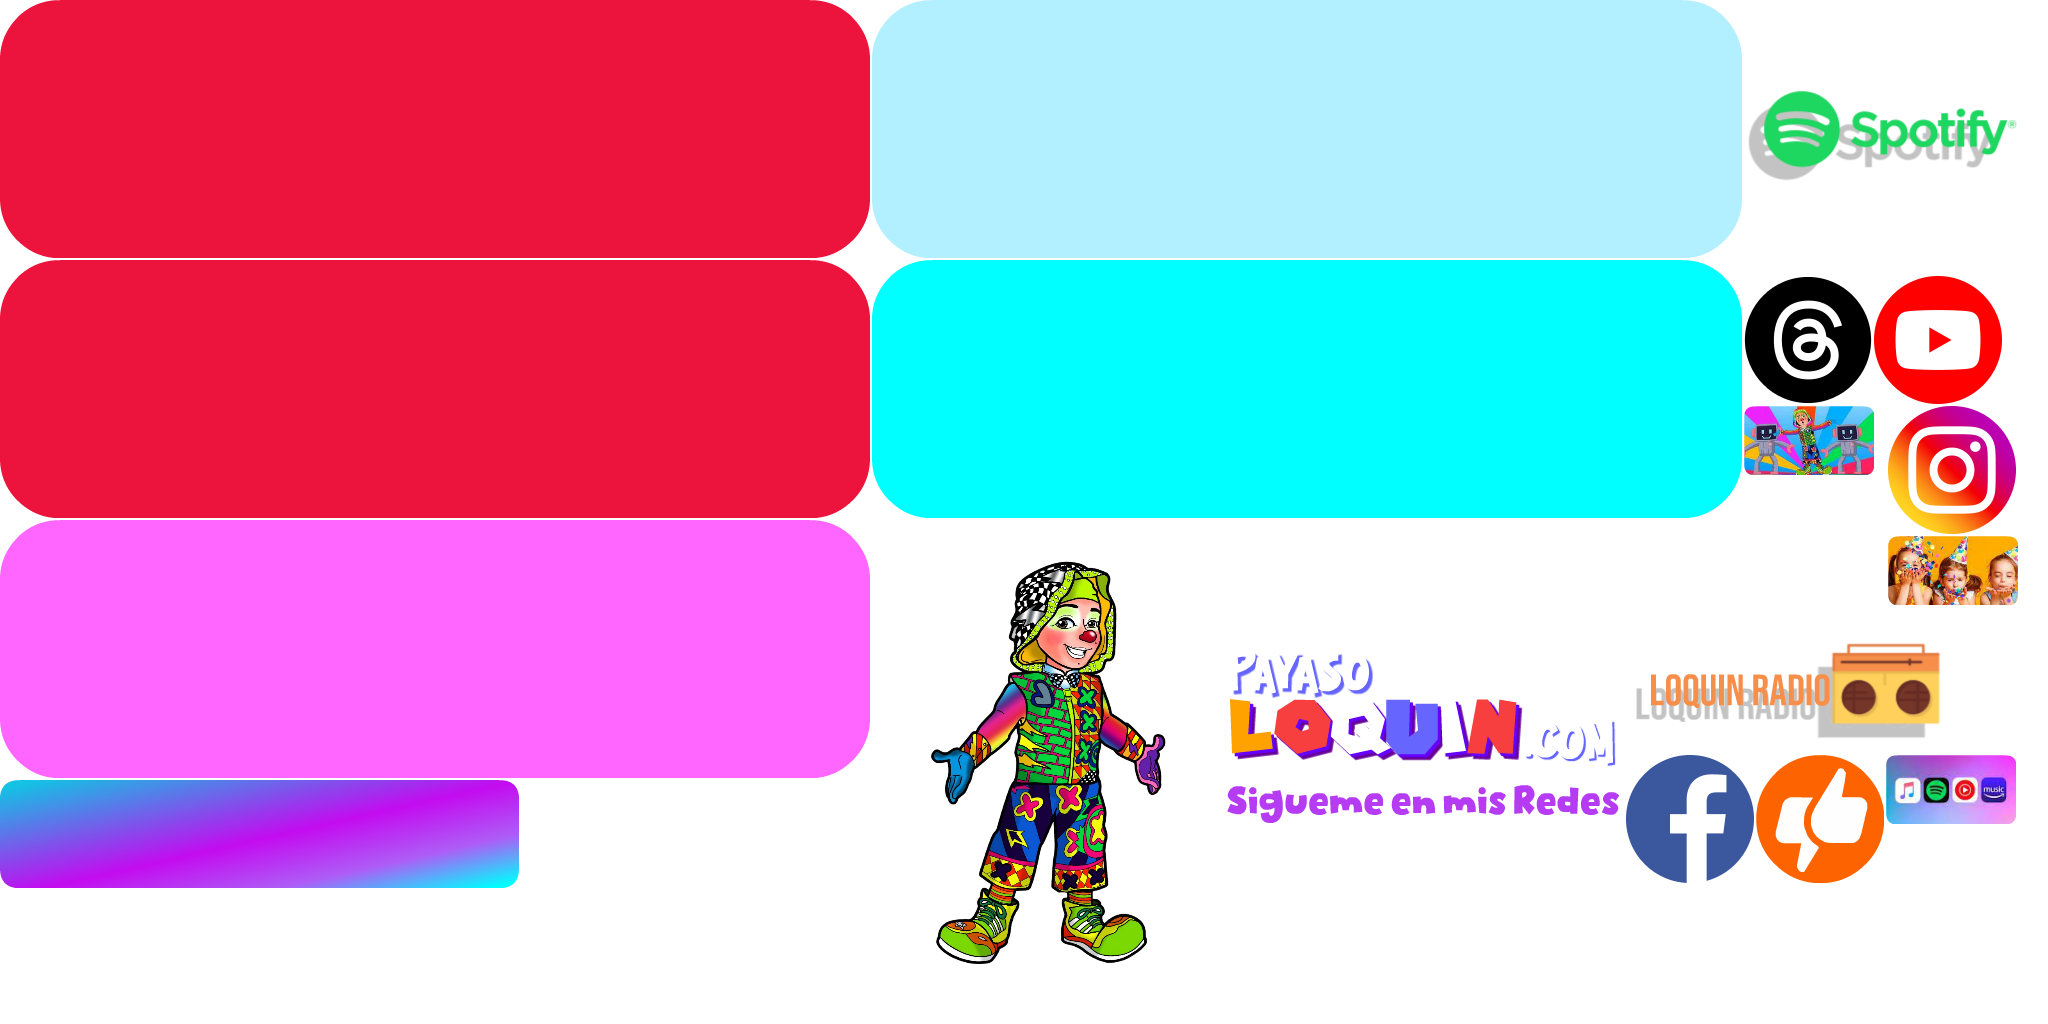 Spotify®
PAYASO
LOQUIN.COM
Sigueme en mis Redes
LOQUIN RADIO
music